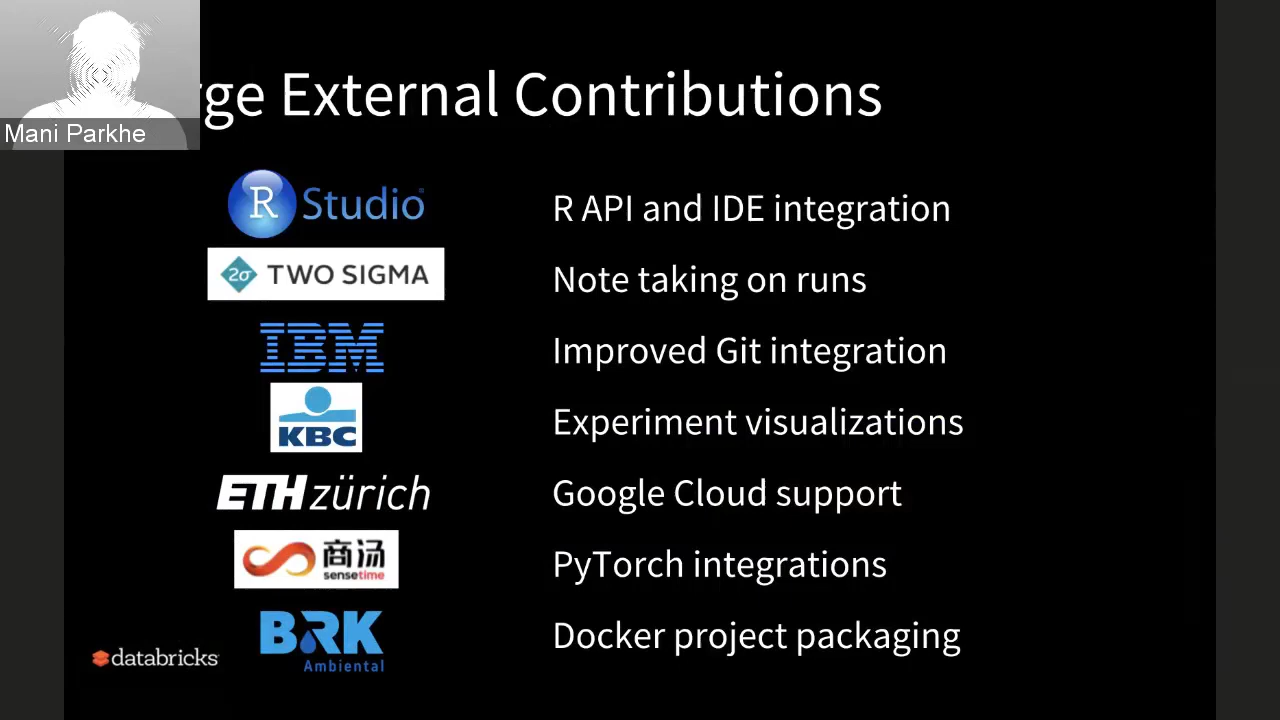 Mani Parkhe
rge External Contributions
R Studio
R API and IDE integration
2σ TWO SIGMA
Note taking on runs
IBM
Improved Git integration
KBC
Experiment visualizations
ETH zürich
Google Cloud support
商汤
sensetime
PyTorch integrations
BRK
Ambiental
Docker project packaging
databricks